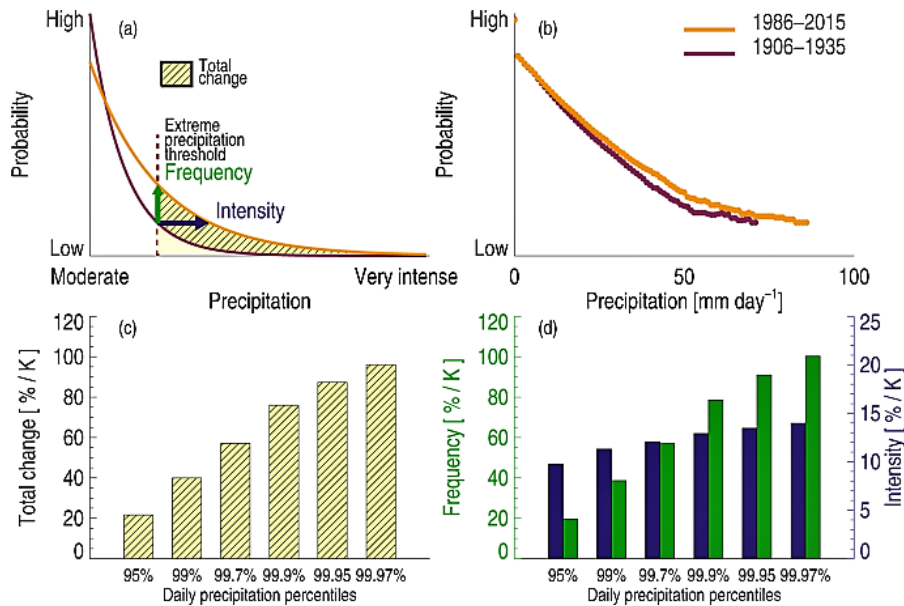 High
(a)
Total
change
Extreme
precipitation
threshold
Frequency
Intensity
Probability
Low
Moderate
Very intense
Precipitation
High
(b)
1986–2015
1906–1935
Probability
Low
0
50
100
Precipitation [mm day⁻¹]
120
(c)
100
80
60
40
20
0
Total change [ % / K ]
95%
99%
99.7%
99.9%
99.95
99.97%
Daily precipitation percentiles
120
(d)
100
80
60
40
20
0
Frequency [ % / K ]
25
20
15
10
5
0
Intensity [ % / K ]
95%
99%
99.7%
99.9%
99.95
99.97%
Daily precipitation percentiles